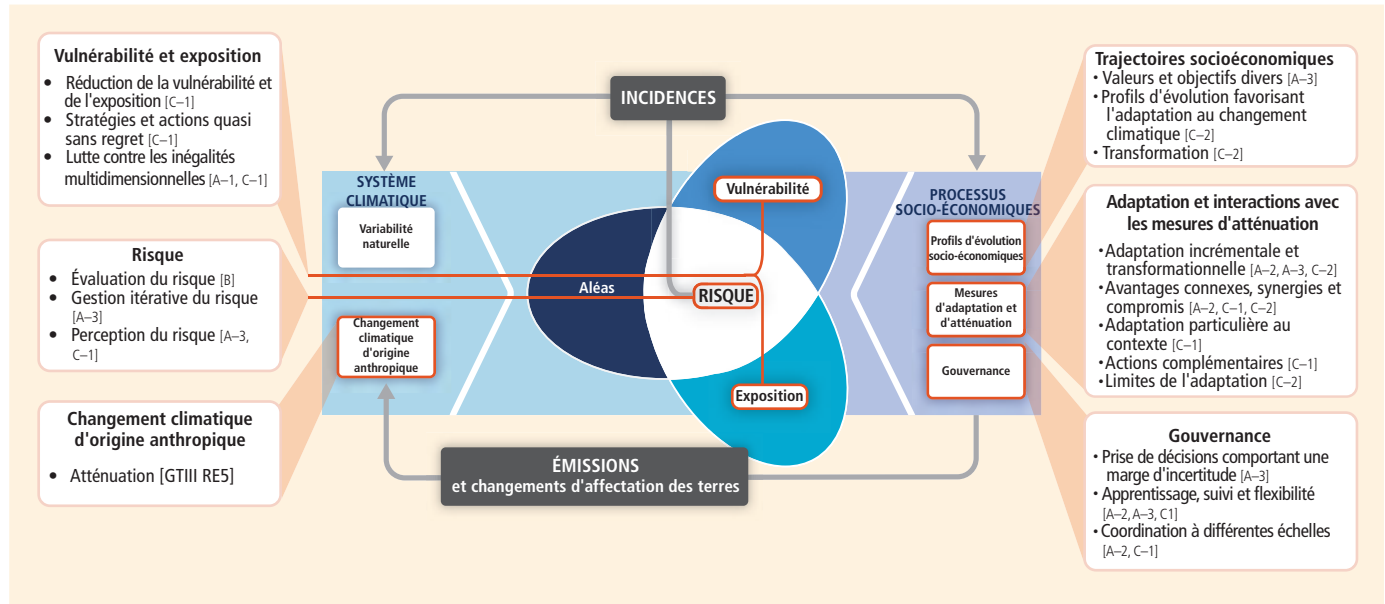 Vulnérabilité et exposition
• Réduction de la vulnérabilité et
de l'exposition [C–1]
• Stratégies et actions quasi
sans regret [C–1]
• Lutte contre les inégalités
multidimensionnelles [A–1, C–1]
Risque
• Évaluation du risque [B]
• Gestion itérative du risque
[A–3]
• Perception du risque [A–3,
C–1]
Changement climatique
d'origine anthropique
• Atténuation [GTIII RE5]
INCIDENCES
SYSTÈME
CLIMATIQUE
Variabilité
naturelle
Changement
climatique
d'origine
anthropique
Aléas
Vulnérabilité
RISQUE
Exposition
PROCESSUS
SOCIO-ÉCONOMIQUES
Profils d'évolution
socio-économiques
Mesures
d'adaptation et
d'atténuation
Gouvernance
ÉMISSIONS
et changements d'affectation des terres
Trajectoires socioéconomiques
• Valeurs et objectifs divers [A–3]
• Profils d'évolution favorisant
l'adaptation au changement
climatique [C–2]
• Transformation [C–2]
Adaptation et interactions avec
les mesures d'atténuation
• Adaptation incrémentale et
transformationnelle [A–2, A–3, C–2]
• Avantages connexes, synergies et
compromis [A–2, C–1, C–2]
• Adaptation particulière au
contexte [C–1]
• Actions complémentaires [C–1]
• Limites de l'adaptation [C–2]
Gouvernance
• Prise de décisions comportant une
marge d'incertitude [A–3]
• Apprentissage, suivi et flexibilité
[A–2, A–3, C1]
• Coordination à différentes échelles
[A–2, C–1]